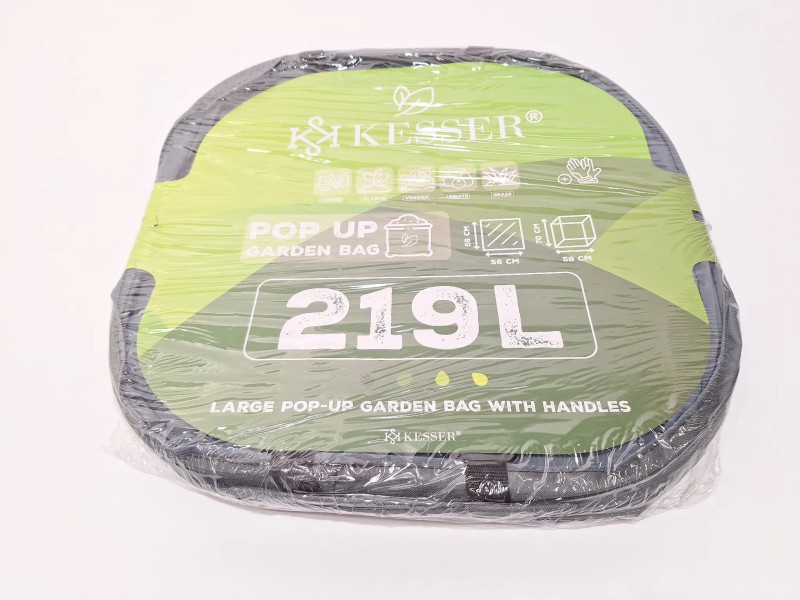 KESSER®
POP UP
GARDEN BAG
56 CM
56 CM
70 CM
56 CM
219L
LARGE POP-UP GARDEN BAG WITH HANDLES
KESSER®